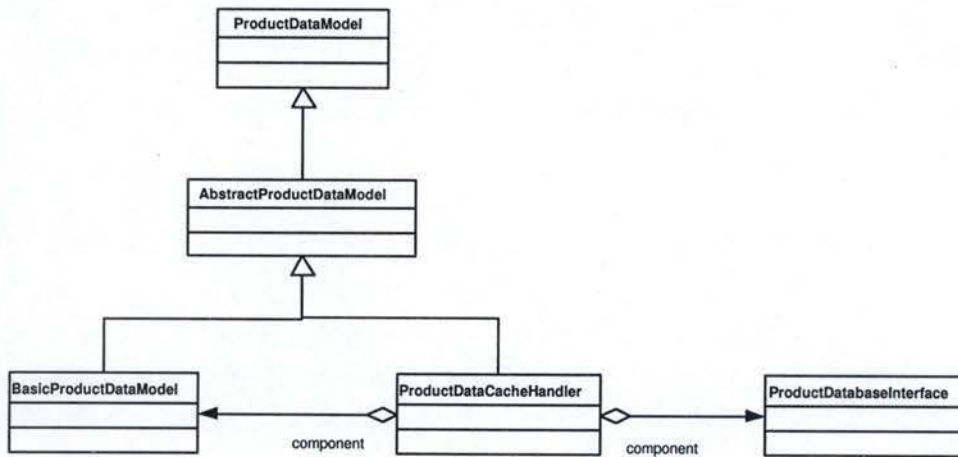 ProductDataModel
AbstractProductDataModel
BasicProductDataModel
ProductDataCacheHandler
ProductDatabaseInterface
component
component